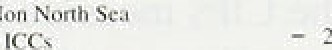 Non North Sea
ICCs – 2